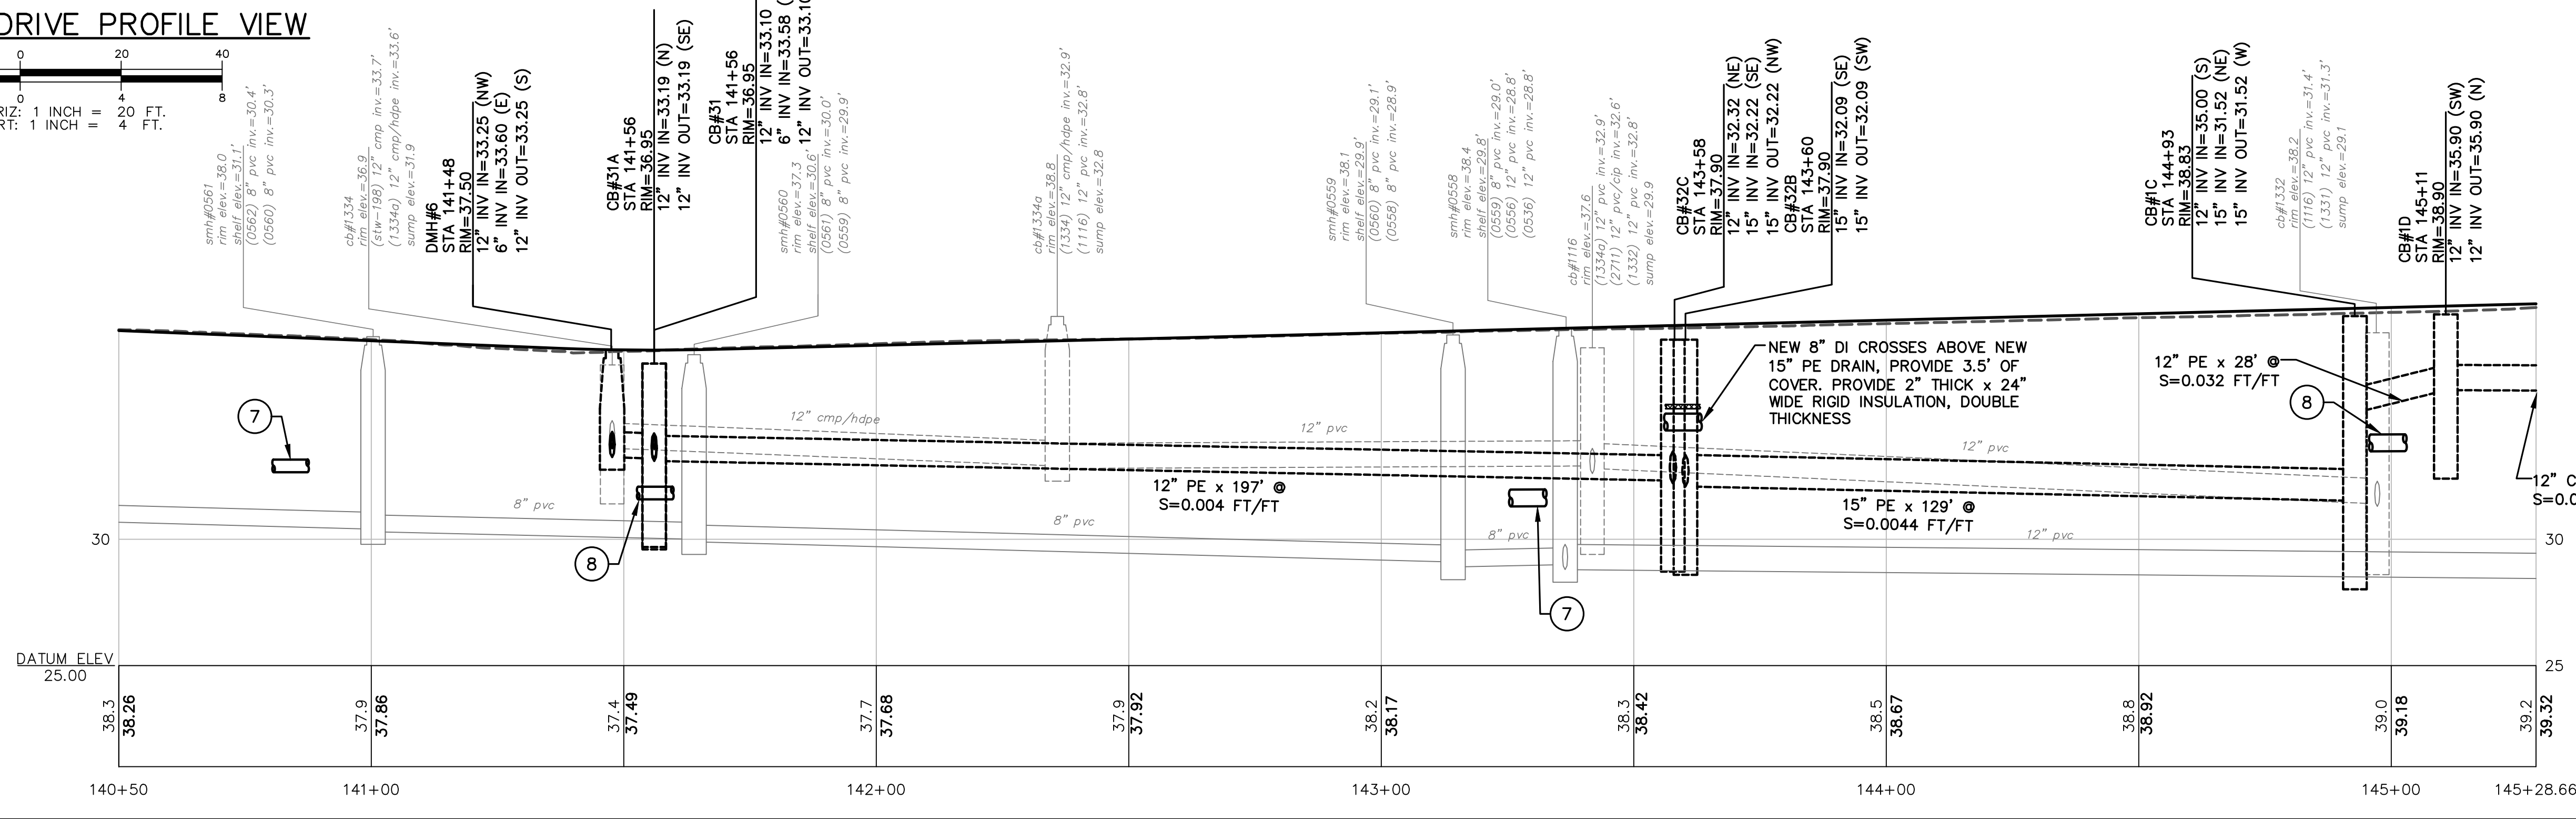 DRIVE PROFILE VIEW
0 20 40
0 4 8
RIZ: 1 INCH = 20 FT.
RT: 1 INCH = 4 FT.
smh#0561
rim elev.=38.0
shelf elev.=31.1'
(0562) 8" pvc inv.=30.4'
(0560) 8" pvc inv.=30.3'
cb#1334
rim elev.=36.9
(stw-198) 12" cmp inv.=33.7'
(1334a) 12" cmp/hdpe inv.=33.6'
sump elev.=31.9
DMH#6
STA 141+48
RIM=37.50
12" INV IN=33.25 (NW)
6" INV IN=33.60 (E)
12" INV OUT=33.25 (S)
CB#31A
STA 141+56
RIM=36.95
12" INV IN=33.19 (N)
12" INV OUT=33.19 (SE)
CB#31
STA 141+56
RIM=36.95
12" INV IN=33.10
6" INV IN=33.58 (
12" INV OUT=33.10
smh#0560
rim elev.=37.3
shelf elev.=30.6'
(0561) 8" pvc inv.=30.0'
(0559) 8" pvc inv.=29.9'
cb#1334a
rim elev.=38.8
(1334) 12" cmp/hdpe inv.=32.9'
(1116) 12" pvc inv.=32.8'
sump elev.=32.8
smh#0559
rim elev.=38.1
shelf elev.=29.9'
(0560) 8" pvc inv.=29.1'
(0558) 8" pvc inv.=28.9'
smh#0558
rim elev.=38.4
shelf elev.=29.8'
(0559) 8" pvc inv.=29.0'
(0556) 12" pvc inv.=28.8'
(0536) 12" pvc inv.=28.8'
cb#1116
rim elev.=37.6
(1334a) 12" pvc inv.=32.9'
(2711) 12" pvc/cip inv.=32.6'
(1332) 12" pvc inv.=32.8'
sump elev.=29.9
CB#32C
STA 143+58
RIM=37.90
12" INV IN=32.32 (NE)
15" INV IN=32.22 (SE)
15" INV OUT=32.22 (NW)
CB#32B
STA 143+60
RIM=37.90
15" INV IN=32.09 (SE)
15" INV OUT=32.09 (SW)
CB#1C
STA 144+93
RIM=38.83
12" INV IN=35.00 (S)
15" INV IN=31.52 (NE)
15" INV OUT=31.52 (W)
cb#1332
rim elev.=38.2
(1116) 12" pvc inv.=31.4'
(1331) 12" pvc inv.=31.3'
sump elev.=29.1
CB#1D
STA 145+11
RIM=38.90
12" INV IN=35.90 (SW)
12" INV OUT=35.90 (N)
NEW 8" DI CROSSES ABOVE NEW
15" PE DRAIN, PROVIDE 3.5' OF
COVER. PROVIDE 2" THICK x 24"
WIDE RIGID INSULATION, DOUBLE
THICKNESS
12" PE x 28' @
S=0.032 FT/FT
7
8
12" cmp/hdpe
12" pvc
12" pvc
12" PE x 197' @
S=0.004 FT/FT
15" PE x 129' @
S=0.0044 FT/FT
12" C
S=0.0
8" pvc
8" pvc
8" pvc
12" pvc
30
30
8
7
DATUM ELEV
25.00
25
38.3
38.26
37.9
37.86
37.4
37.49
37.7
37.68
37.9
37.92
38.2
38.17
38.3
38.42
38.5
38.67
38.8
38.92
39.0
39.18
39.2
39.32
140+50 141+00 142+00 143+00 144+00 145+00 145+28.66